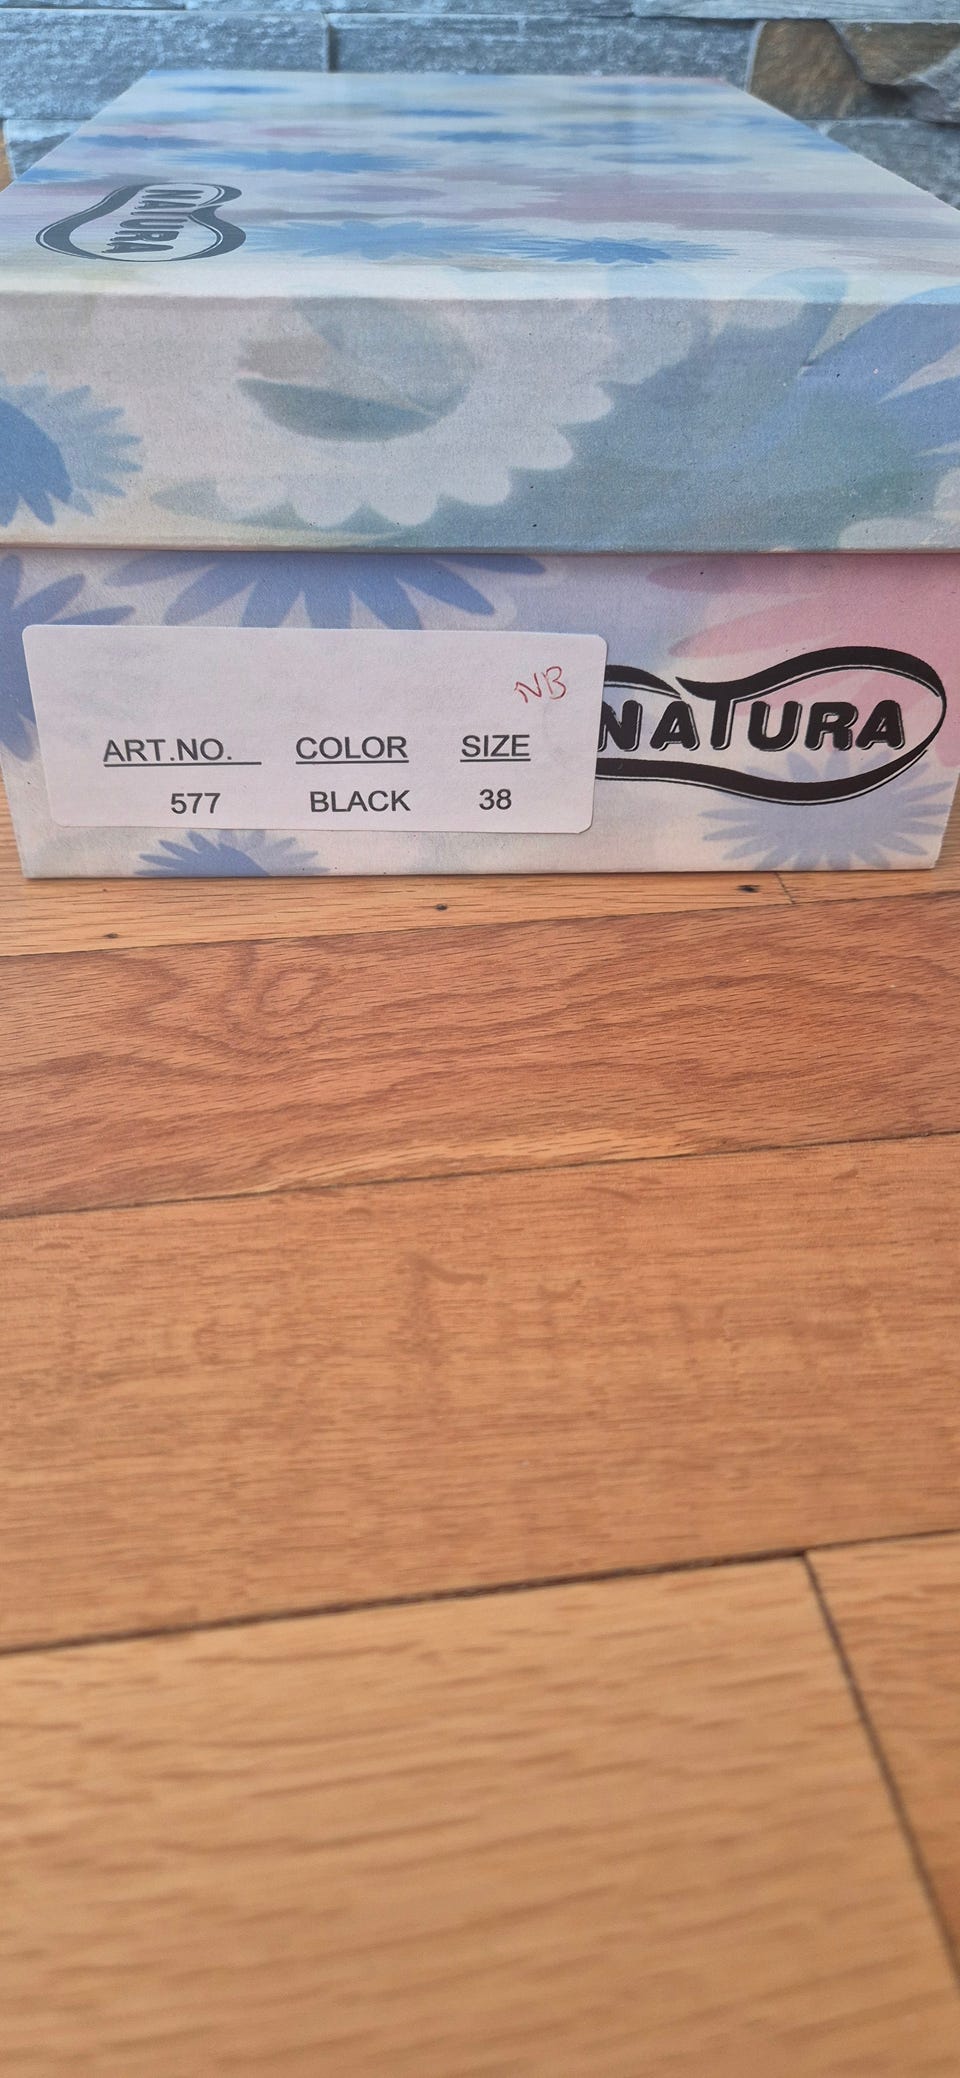 NATURA
NB
ART.NO. COLOR SIZE
577 BLACK 38
NATURA